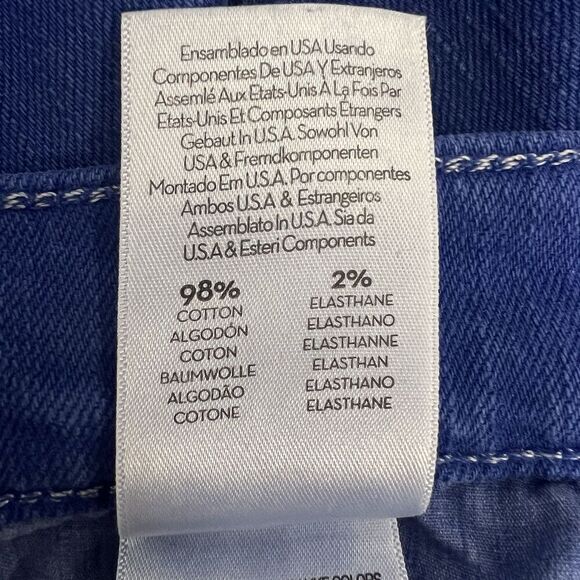 Ensamblado en USA Usando
Componentes De USA Y Extranjeros
Assemlé Aux Etats-Unis À La Fois Par
Etats-Unis Et Composants Étrangers
Gebaut In U.S.A. Sowohl Von
USA & Fremdkomponenten
Montado Em U.S.A. Por componentes
Ambos U.S.A & Estrangeiros
Assemblato In U.S.A. Sia da
U.S.A & Esteri Components
98% 2%
COTTON ELASTHANE
ALGODÓN ELASTHANO
COTON ELASTHANNE
BAUMWOLLE ELASTHAN
ALGODÃO ELASTHANO
COTONE ELASTHANE
COLORS